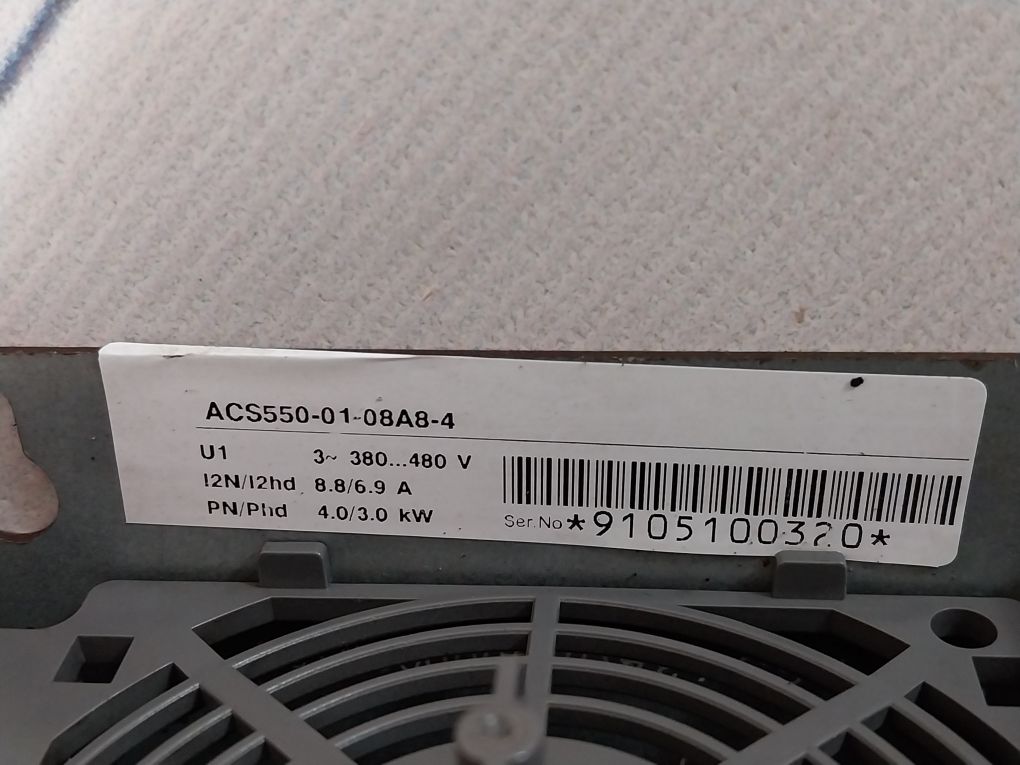 ACS550-01-08A8-4
U1 3~ 380...480 V
I2N/I2hd 8.8/6.9 A
PN/Phd 4.0/3.0 kW
Ser.No *9105100320*